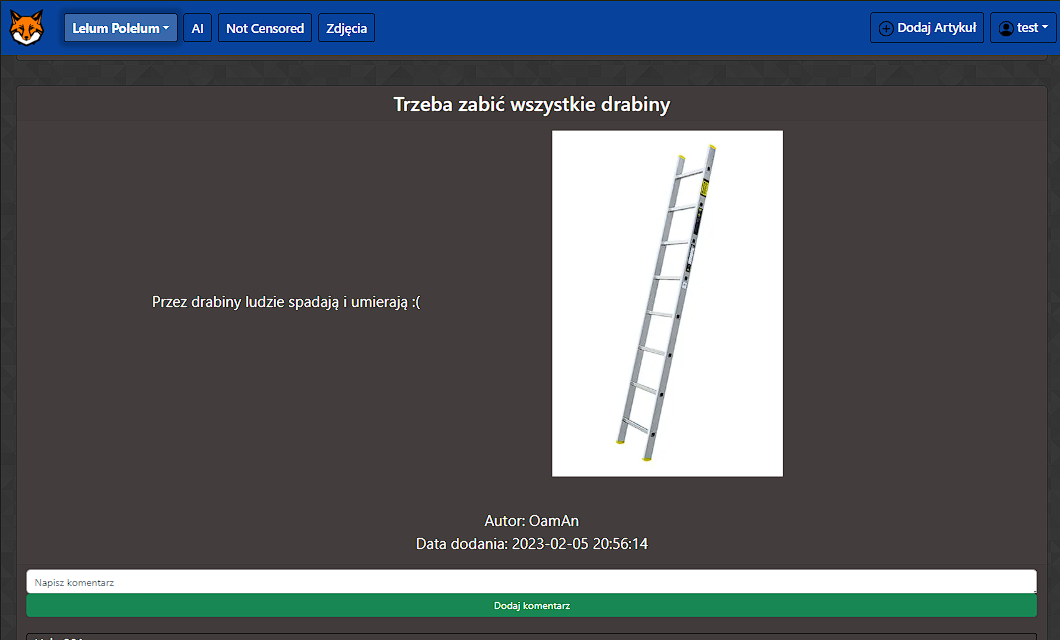 Lelum Polelum
AI
Not Censored
Zdjęcia
Dodaj Artykuł
test
Trzeba zabić wszystkie drabiny
Przez drabiny ludzie spadają i umierają :(
Autor: OamAn
Data dodania: 2023-02-05 20:56:14
Napisz komentarz
Dodaj komentarz